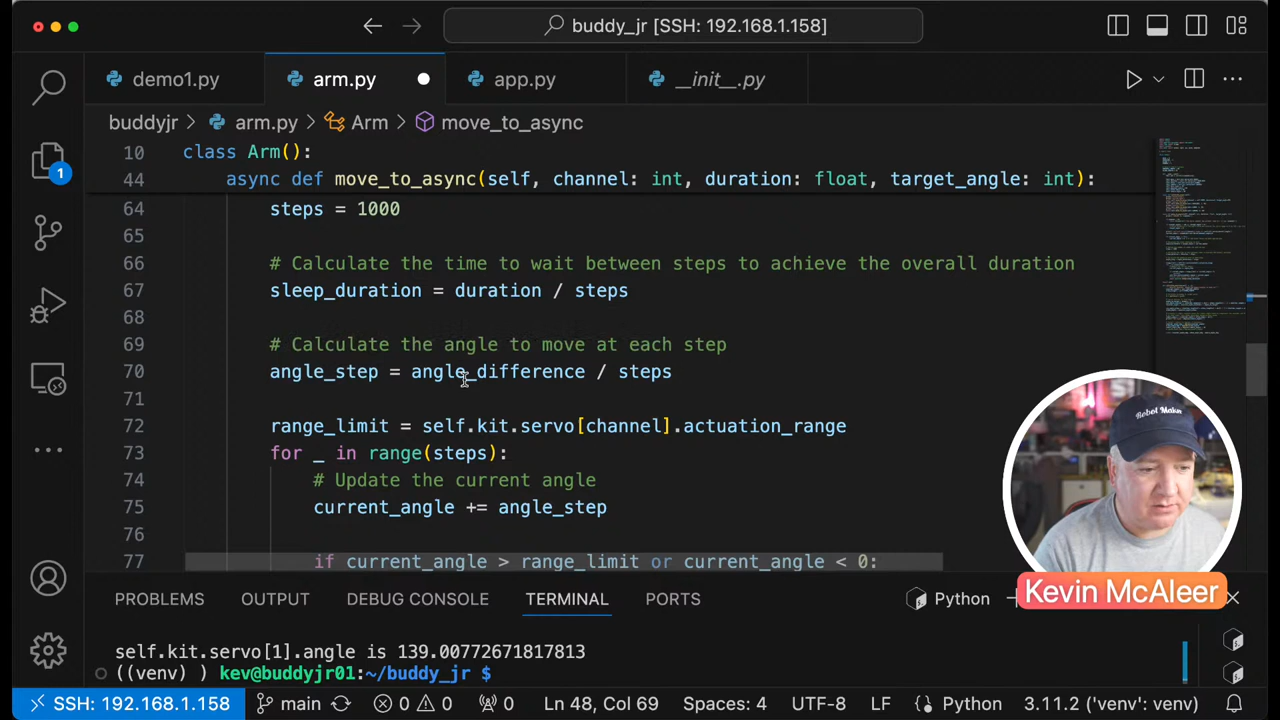 buddy_jr [SSH: 192.168.1.158]
demo1.py
arm.py
app.py
__init__.py
buddyjr > arm.py > Arm > move_to_async
10 class Arm():
44 async def move_to_async(self, channel: int, duration: float, target_angle: int):
64 steps = 1000
65
66 # Calculate the time to wait between steps to achieve the overall duration
67 sleep_duration = duration / steps
68
69 # Calculate the angle to move at each step
70 angle_step = angle_difference / steps
71
72 range_limit = self.kit.servo[channel].actuation_range
73 for _ in range(steps):
74 # Update the current angle
75 current_angle += angle_step
76
77 if current_angle > range_limit or current_angle < 0:
1
Robot Maker
Kevin McAleer
PROBLEMS OUTPUT DEBUG CONSOLE TERMINAL PORTS Python
self.kit.servo[1].angle is 139.00772671817813
((venv) ) kev@buddyjr01:~/buddy_jr $
SSH: 192.168.1.158 main 0 0 0 Ln 48, Col 69 Spaces: 4 UTF-8 LF Python 3.11.2 ('venv': venv)